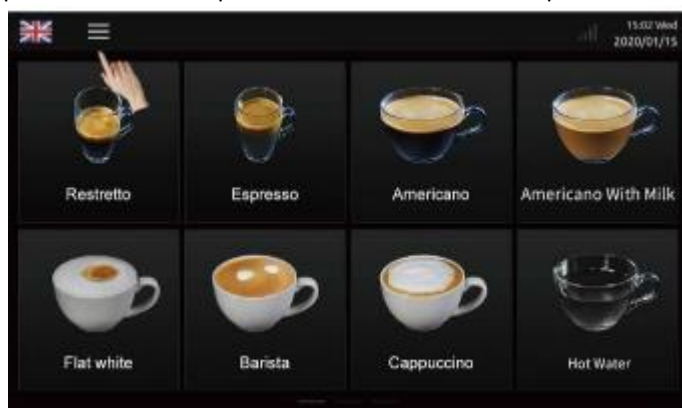 15:02 Wed
2020/01/15
Restretto
Espresso
Americano
Americano With Milk
Flat white
Barista
Cappuccino
Hot Water